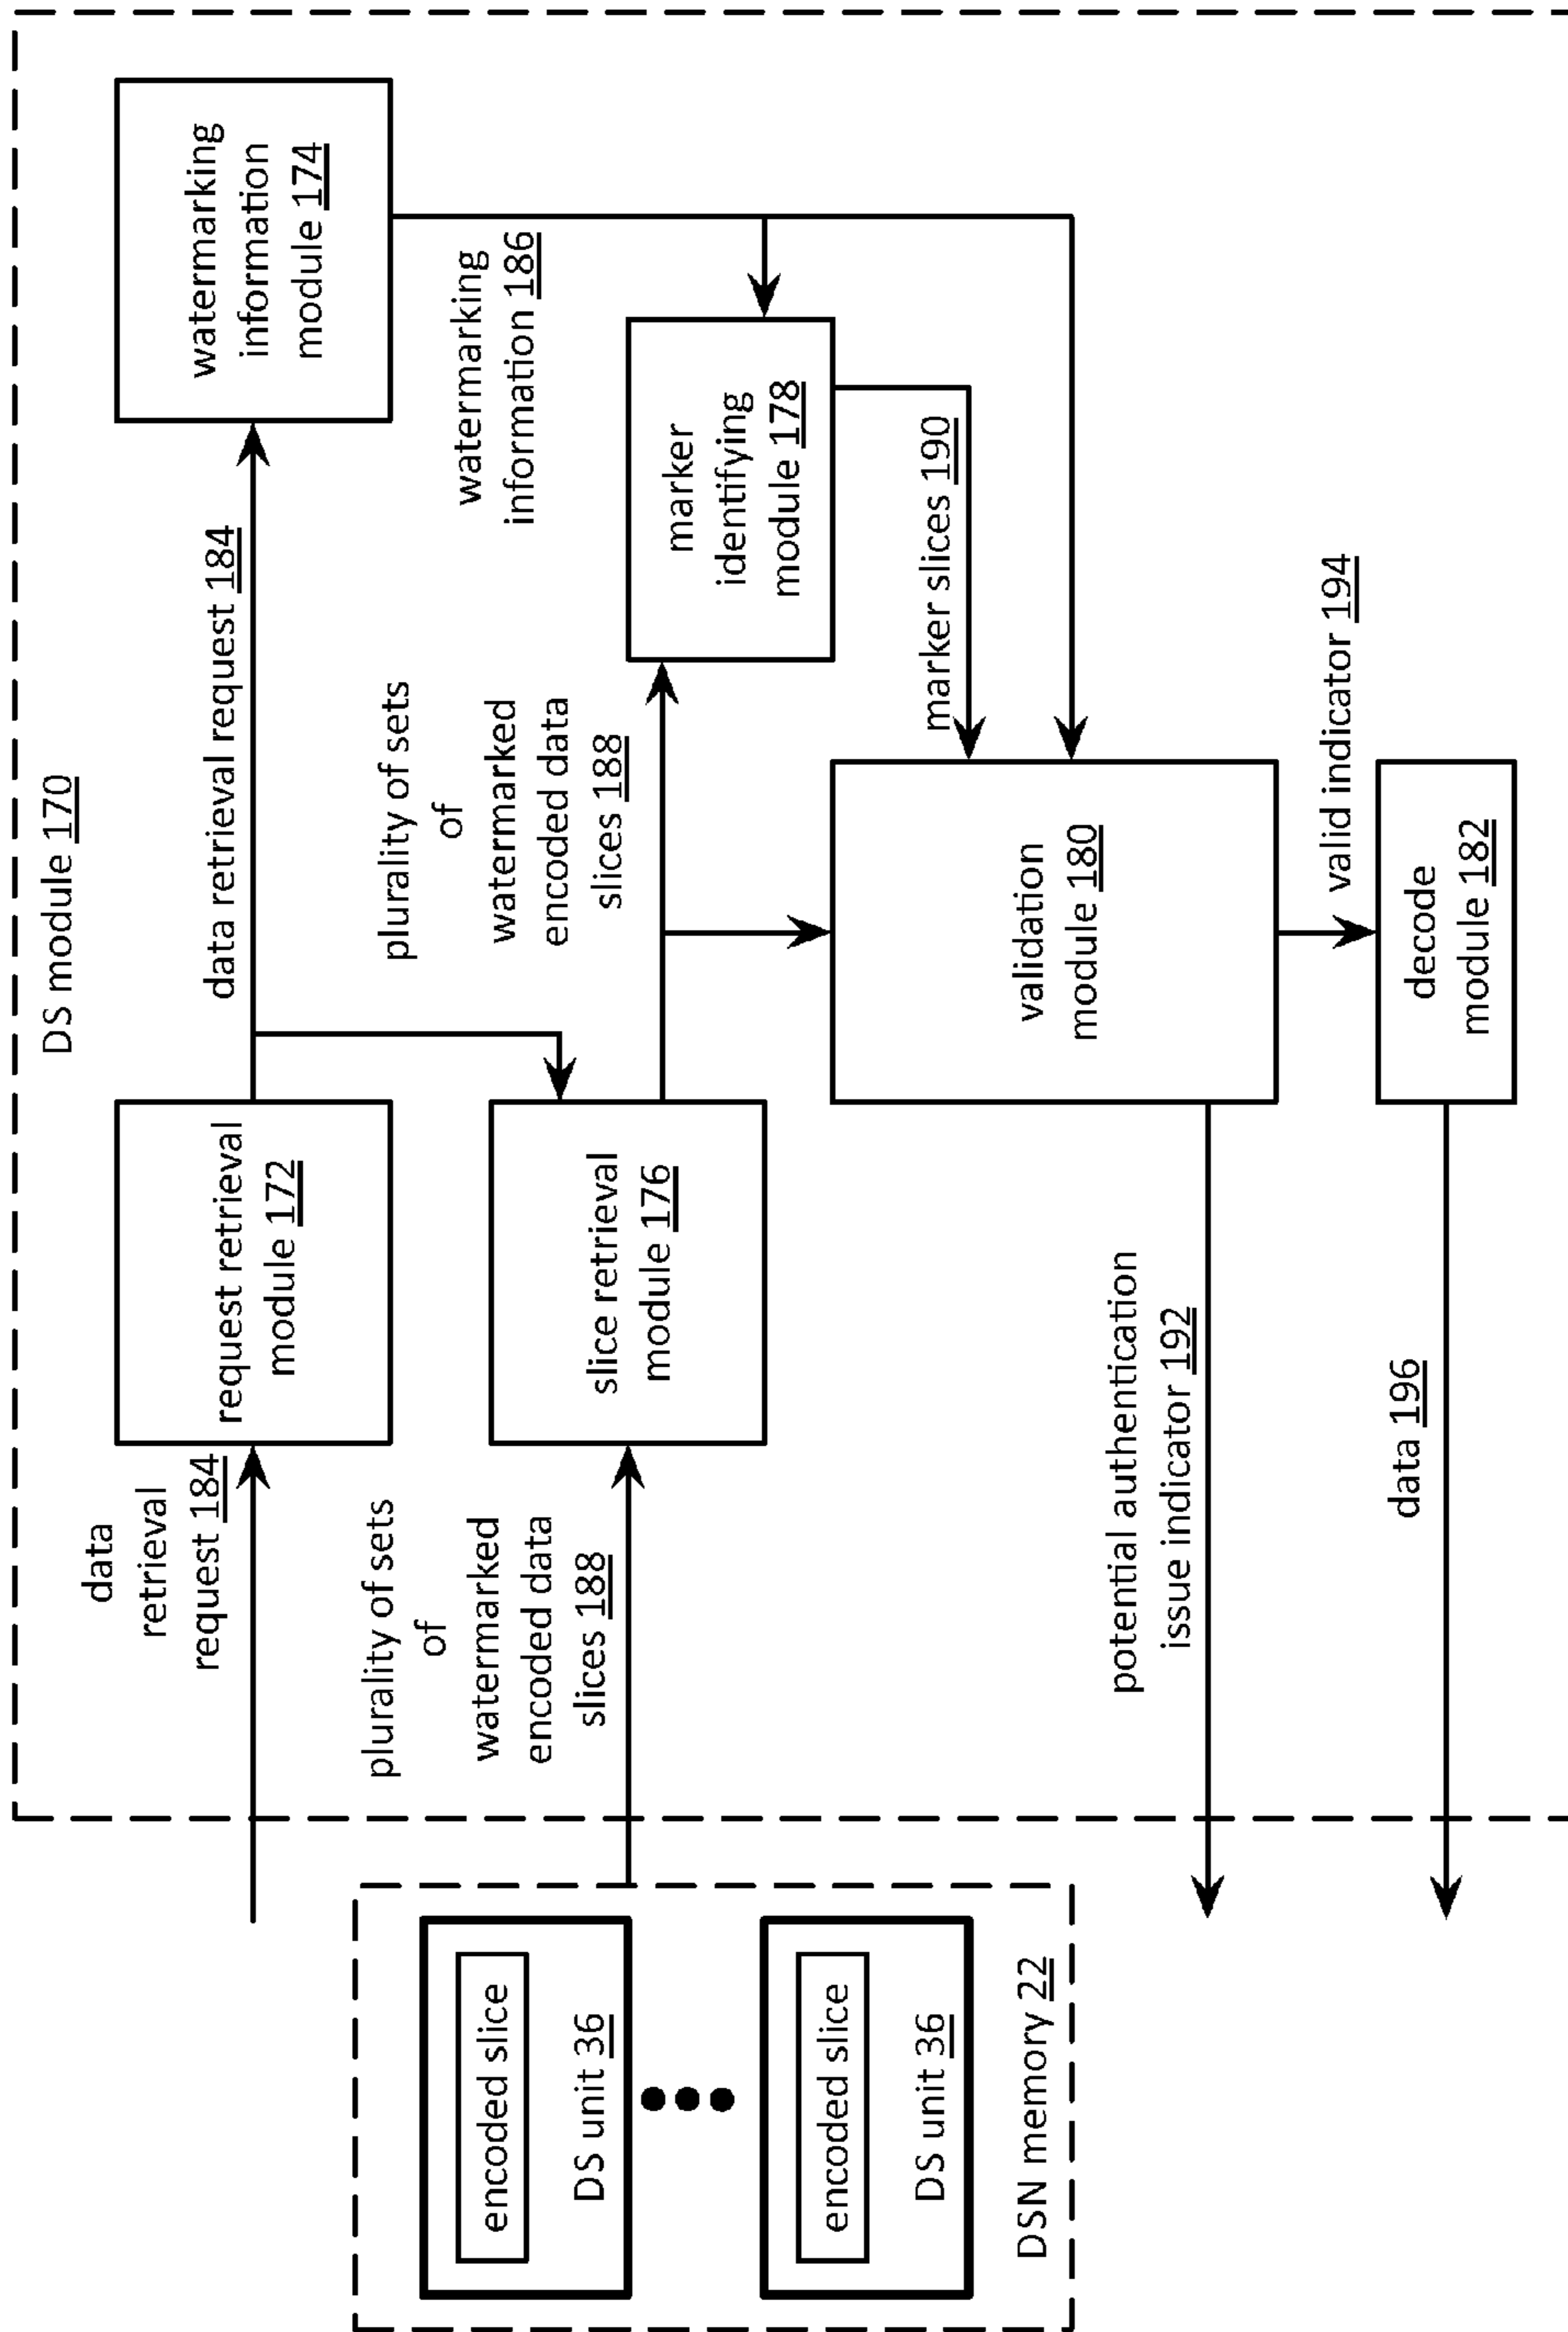 DS module 170
data
retrieval
request 184
request retrieval
module 172
data retrieval request 184
watermarking
information
module 174
watermarking
information 186
plurality of sets
of
watermarked
encoded data
slices 188
slice retrieval
module 176
plurality of sets
of
watermarked
encoded data
slices 188
marker
identifying
module 178
marker slices 190
encoded slice
DS unit 36
encoded slice
DS unit 36
DSN memory 22
validation
module 180
potential authentication
issue indicator 192
valid indicator 194
decode
module 182
data 196